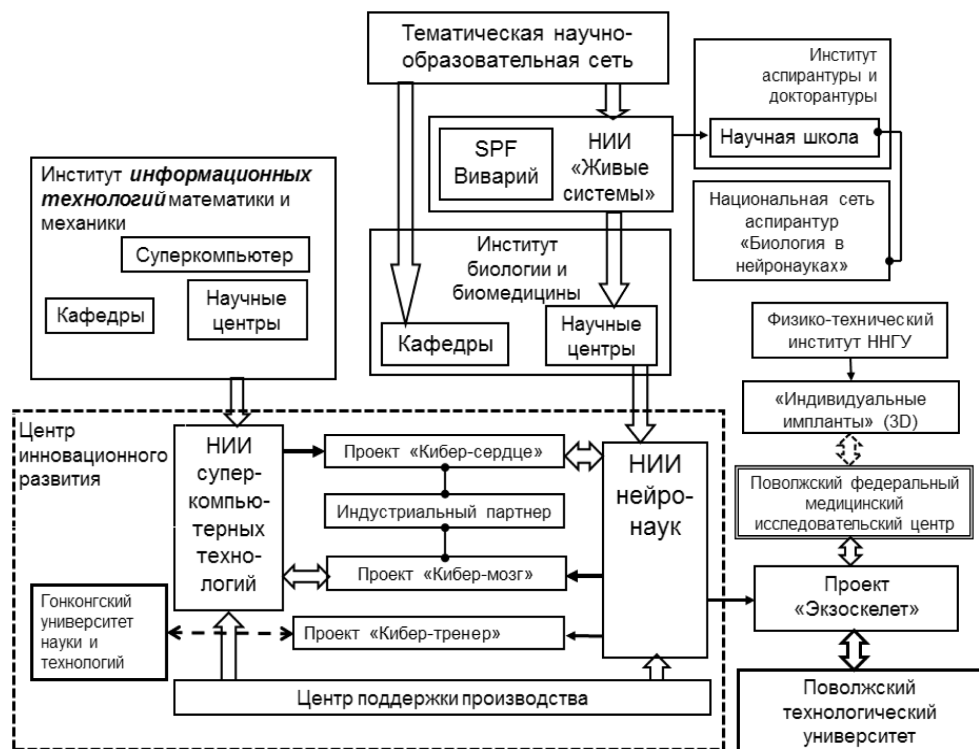 Тематическая научно-
образовательная сеть
Институт
аспирантуры и
докторантуры
Научная школа
SPF
Виварий
НИИ
«Живые
системы»
Институт информационных
технологий математики и
механики
Суперкомпьютер
Кафедры
Научные
центры
Национальная сеть
аспирантур
«Биология в
нейронауках»
Институт
биологии и
биомедицины
Кафедры
Научные
центры
Физико-технический
институт ННГУ
«Индивидуальные
импланты» (3D)
Поволжский федеральный
медицинский
исследовательский центр
Проект
«Экзоскелет»
Поволжский
технологический
университет
Центр
инновационного
развития
НИИ
супер-
компью-
терных
техно-
логий
Проект «Кибер-сердце»
Индустриальный партнер
Проект «Кибер-мозг»
Проект «Кибер-тренер»
НИИ
нейро-
наук
Гонконгский
университет
науки и
технологий
Центр поддержки производства